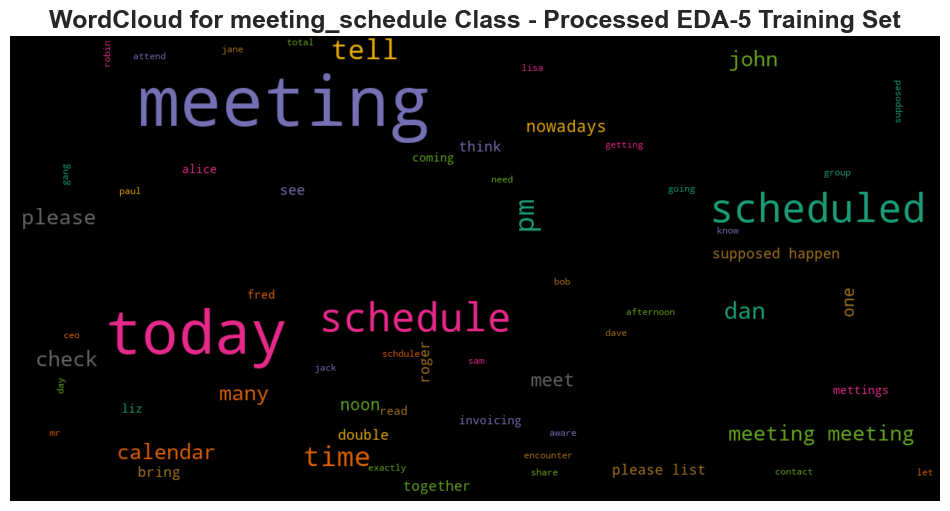 WordCloud for meeting_schedule Class - Processed EDA-5 Training Set
robin
attend
jane
total
tell
lisa
john
supposed
meeting
nowadays
think
getting
coming
gang
alice
paul
see
need
going
group
please
pm
scheduled
know
supposed happen
bob
fred
today
schedule
afternoon
dan
one
ceo
check
schdule
roger
sam
dave
jack
meet
day
many
mettings
liz
noon
read
invoicing
mr
double
aware
meeting meeting
calendar
time
encounter
bring
exactly
share
please list
contact
let
together